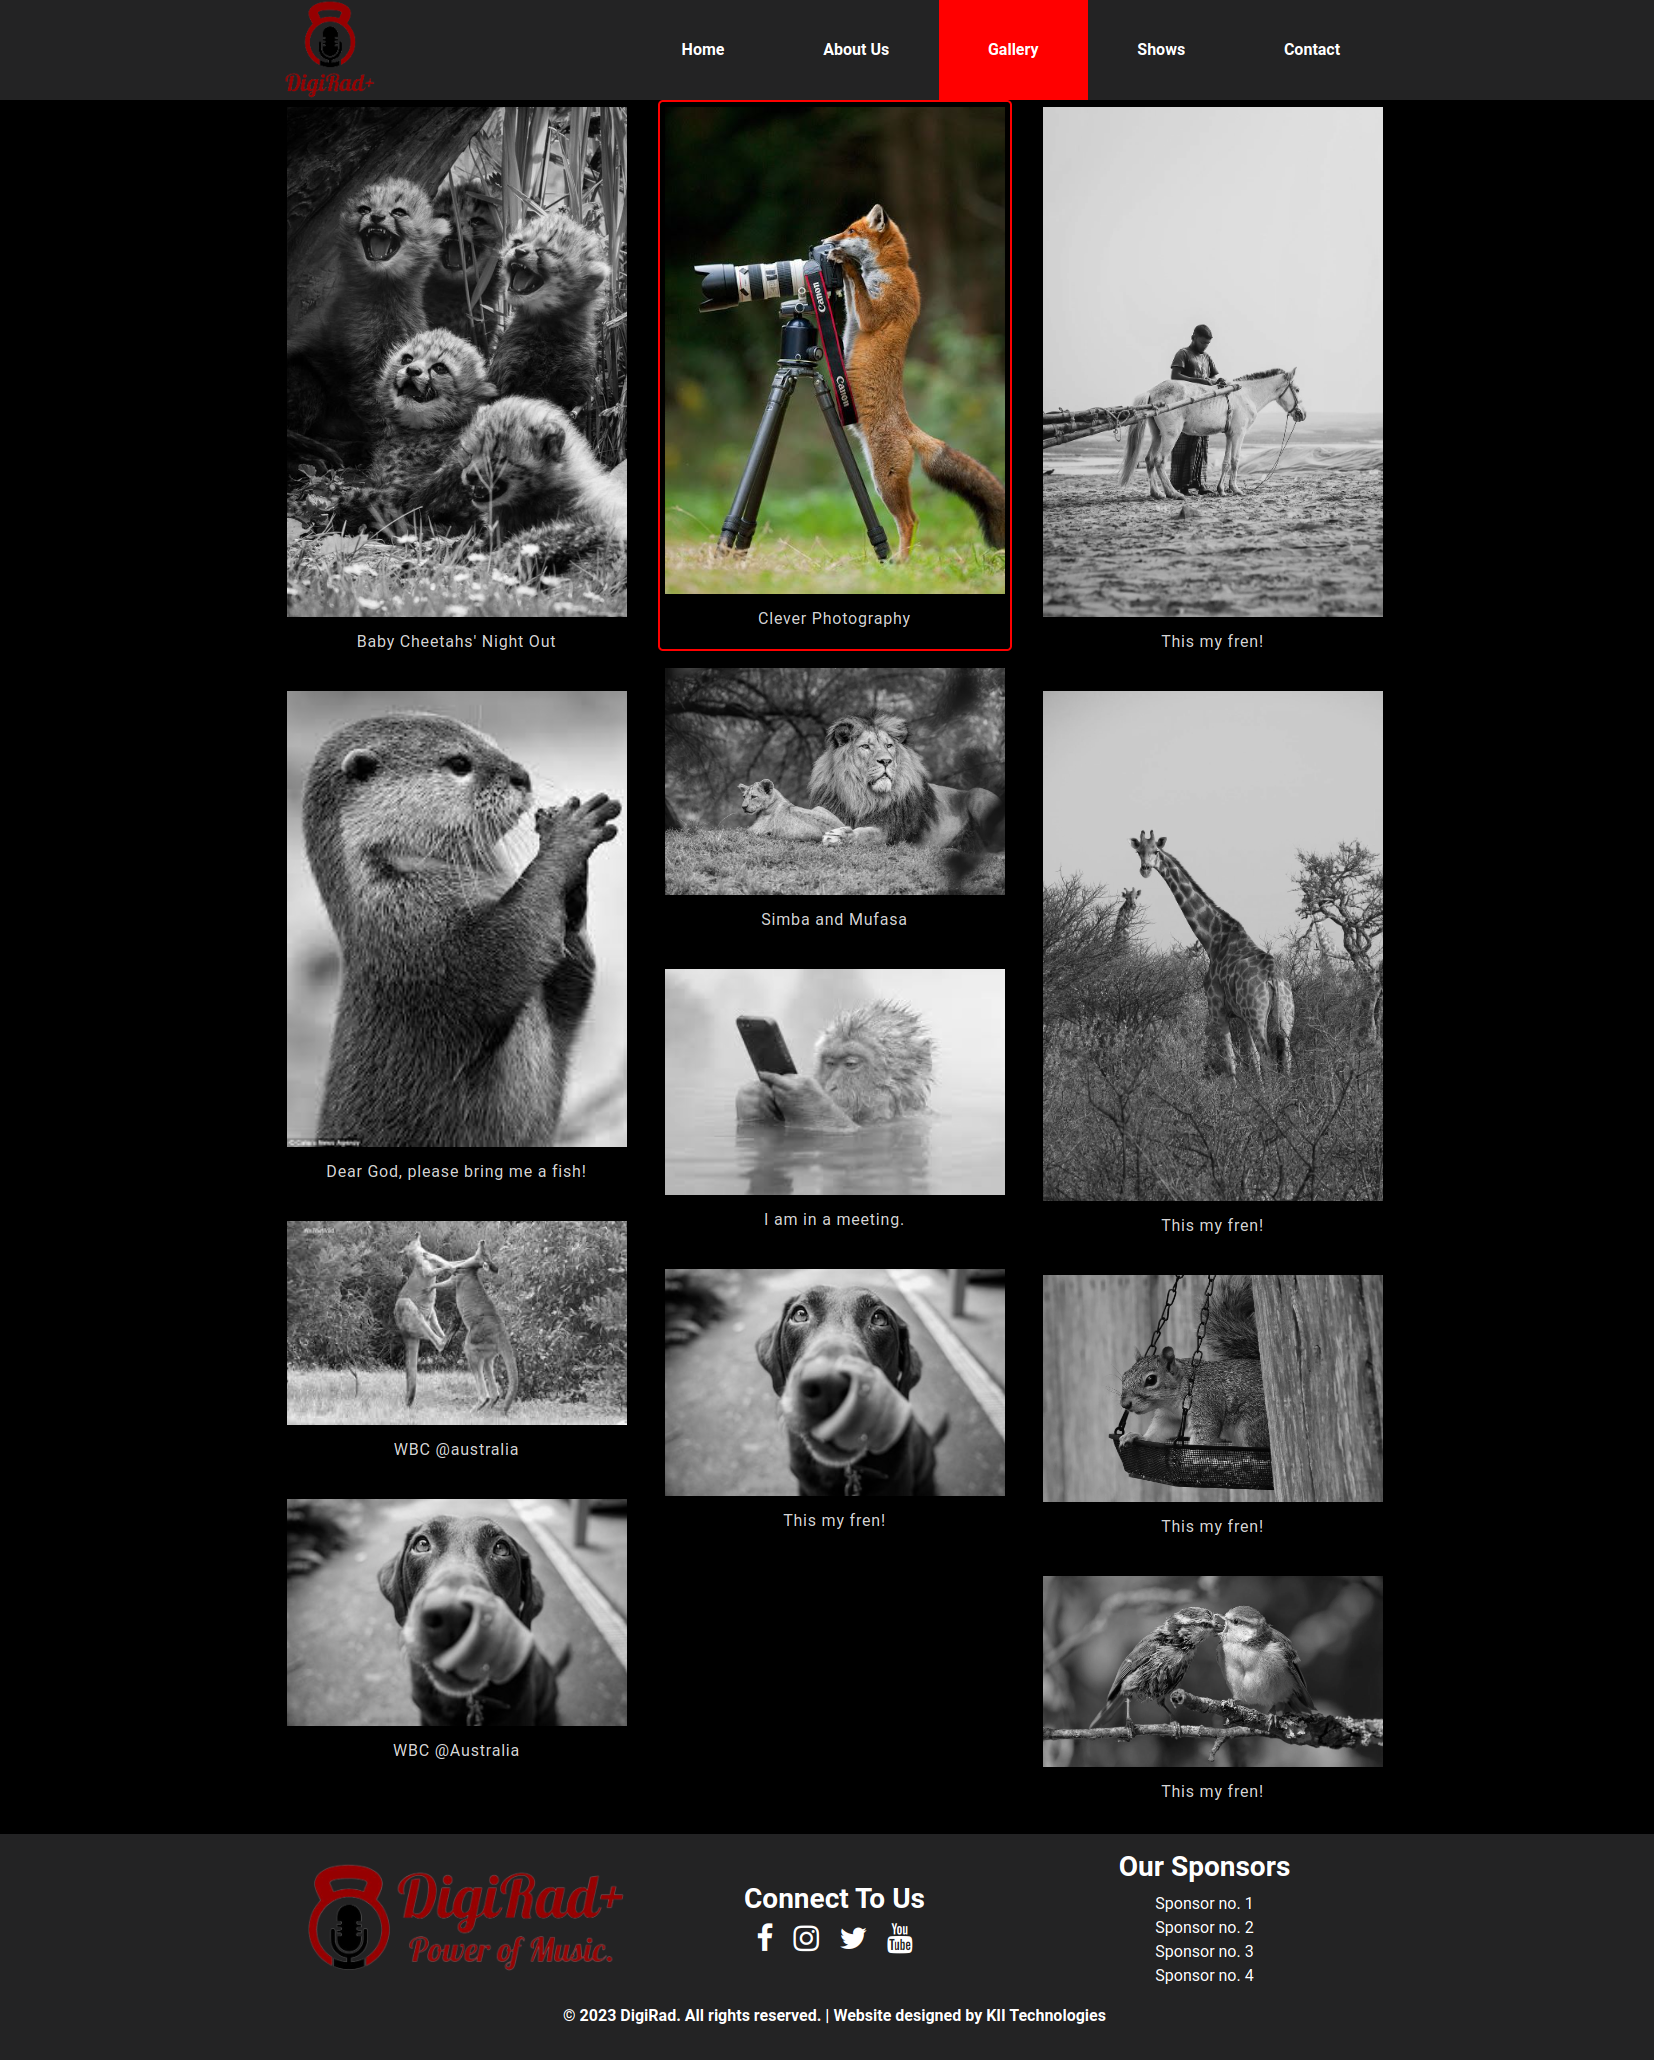 DigiRad+
Home
About Us
Gallery
Shows
Contact
Canon
Canon
Baby Cheetahs' Night Out
Clever Photography
This my fren!
Simba and Mufasa
Dear God, please bring me a fish!
I am in a meeting.
This my fren!
WBC @australia
This my fren!
This my fren!
WBC @Australia
This my fren!
DigiRad+
Power of Music.
Connect To Us
You
Tube
Our Sponsors
Sponsor no. 1
Sponsor no. 2
Sponsor no. 3
Sponsor no. 4
© 2023 DigiRad. All rights reserved. | Website designed by KII Technologies